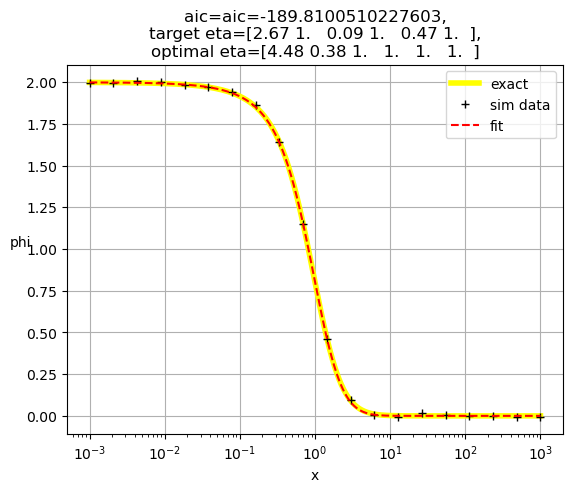 aic=aic=-189.8100510227603,
target eta=[2.67 1.   0.09 1.   0.47 1.  ],
optimal eta=[4.48 0.38 1.   1.   1.   1.  ]
2.00
1.75
1.50
1.25
1.00
0.75
0.50
0.25
0.00
phi
exact
sim data
fit
10⁻³
10⁻²
10⁻¹
10⁰
10¹
10²
10³
x